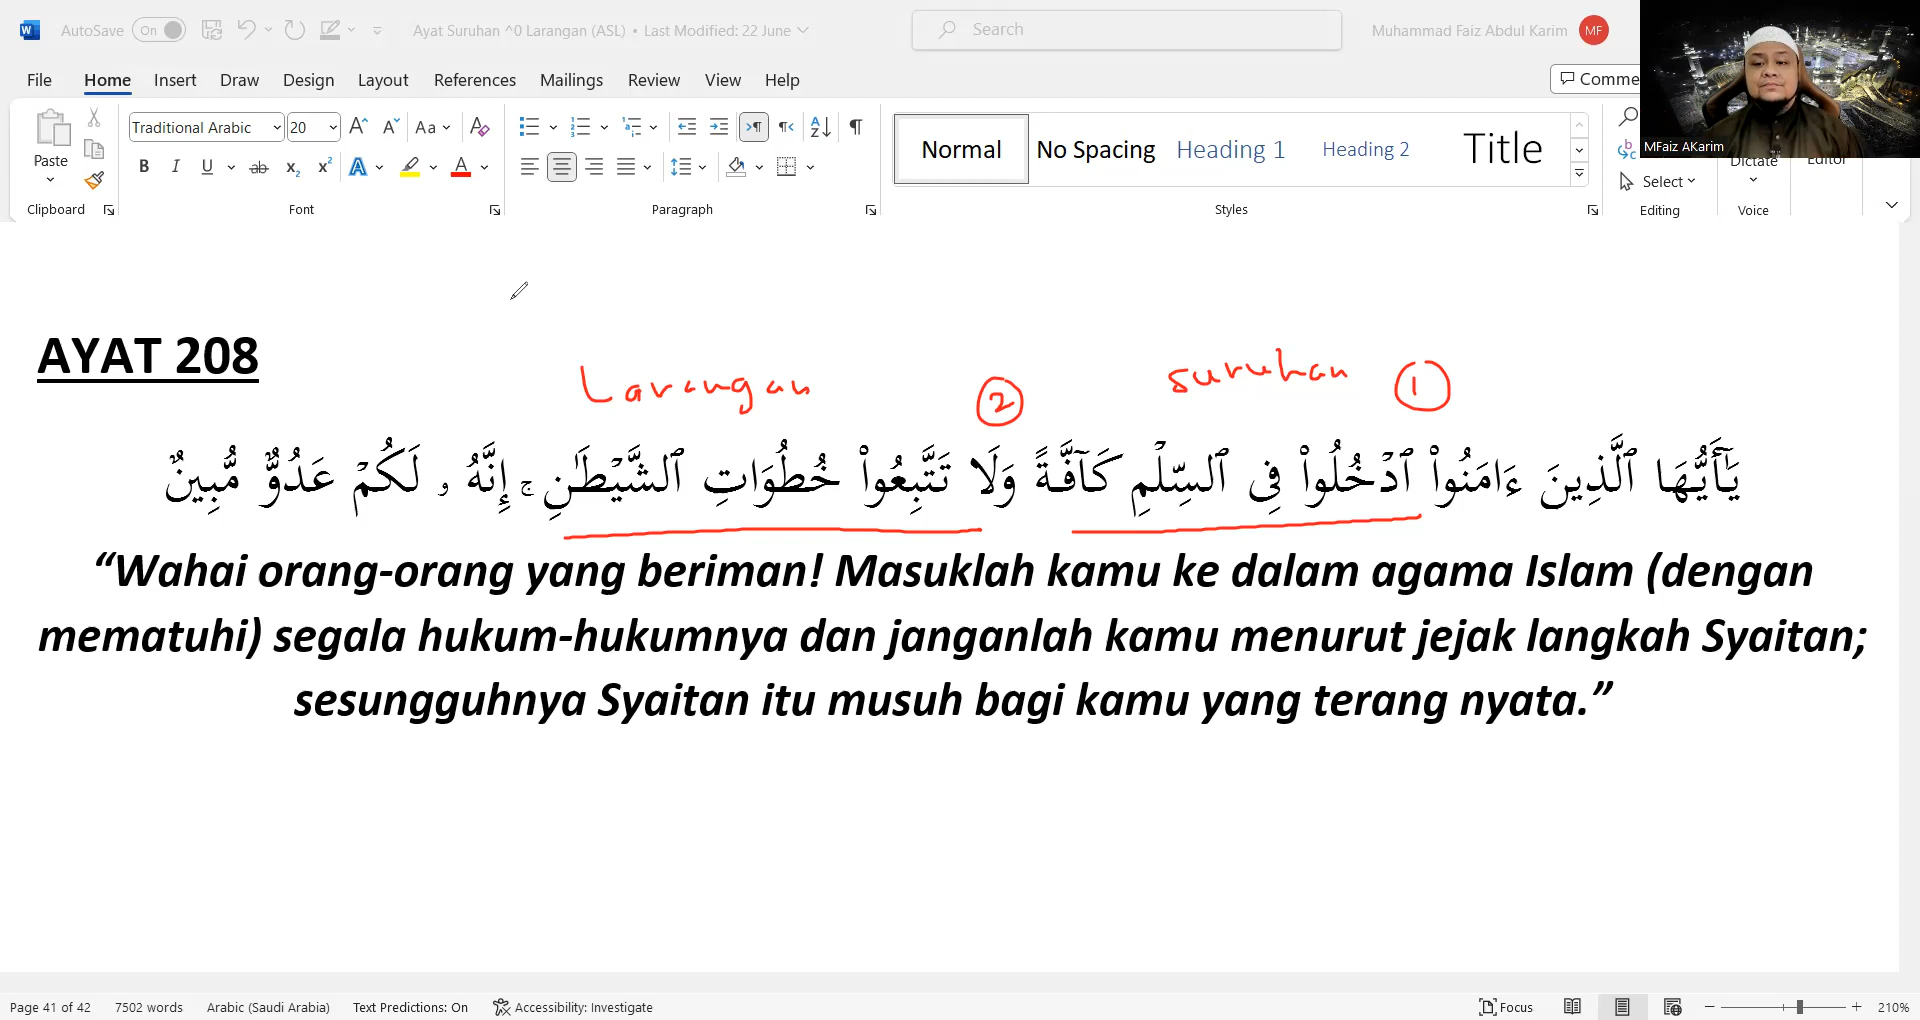 AutoSave On Ayat Suruhan ^0 Larangan (ASL) • Last Modified: 22 June Search Muhammad Faiz Abdul Karim MF
File Home Insert Draw Design Layout References Mailings Review View Help Comme
MFaiz AKarim
Paste Traditional Arabic 20 Aa Normal No Spacing Heading 1 Heading 2 Title Dictate Editor
Select
Clipboard Font Paragraph Styles Editing Voice
AYAT 208
Larangan 2 suruhan 1
يَٰٓأَيُّهَا ٱلَّذِينَ ءَامَنُوا۟ ٱدْخُلُوا۟ فِى ٱلسِّلْمِ كَآفَّةً وَلَا تَتَّبِعُوا۟ خُطُوَاتِ ٱلشَّيْطَٰنِ ۚ إِنَّهُۥ لَكُمْ عَدُوٌّ مُّبِينٌ
“Wahai orang-orang yang beriman! Masuklah kamu ke dalam agama Islam (dengan
mematuhi) segala hukum-hukumnya dan janganlah kamu menurut jejak langkah Syaitan;
sesungguhnya Syaitan itu musuh bagi kamu yang terang nyata.”
Page 41 of 42 7502 words Arabic (Saudi Arabia) Text Predictions: On Accessibility: Investigate Focus 210%